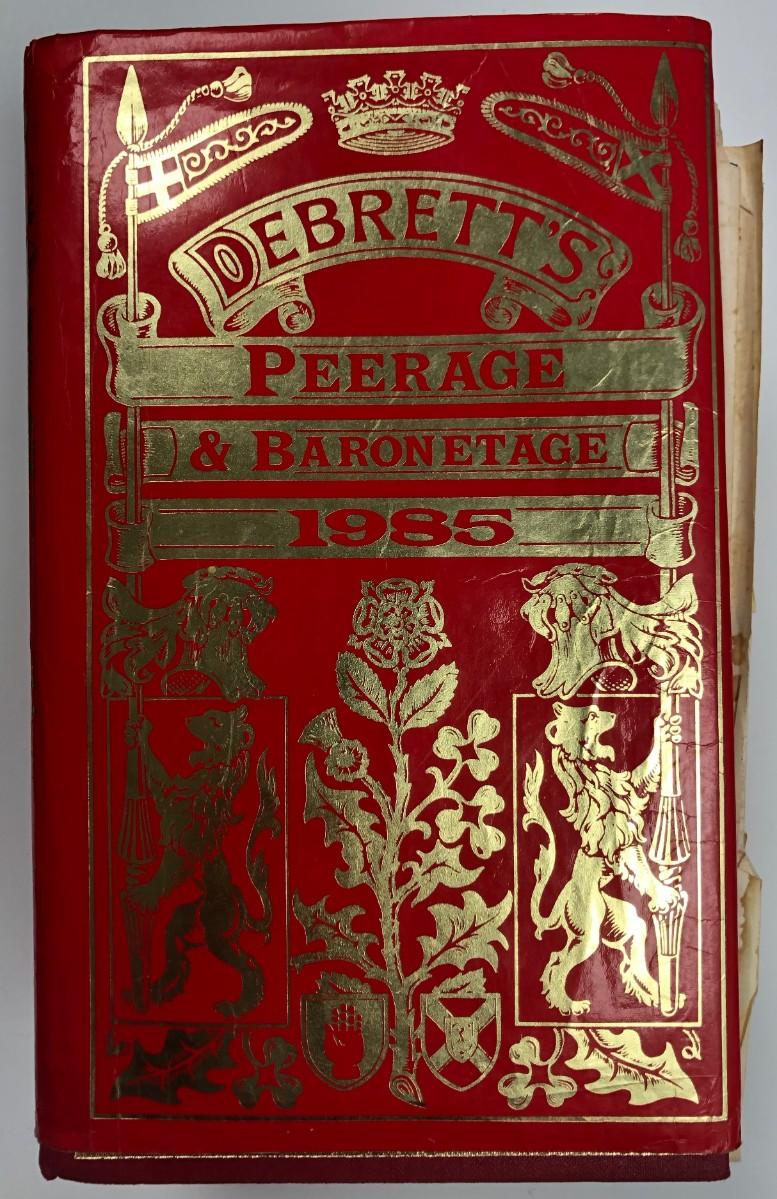 DEBRETT'S
PEERAGE
& BARONETAGE
1985